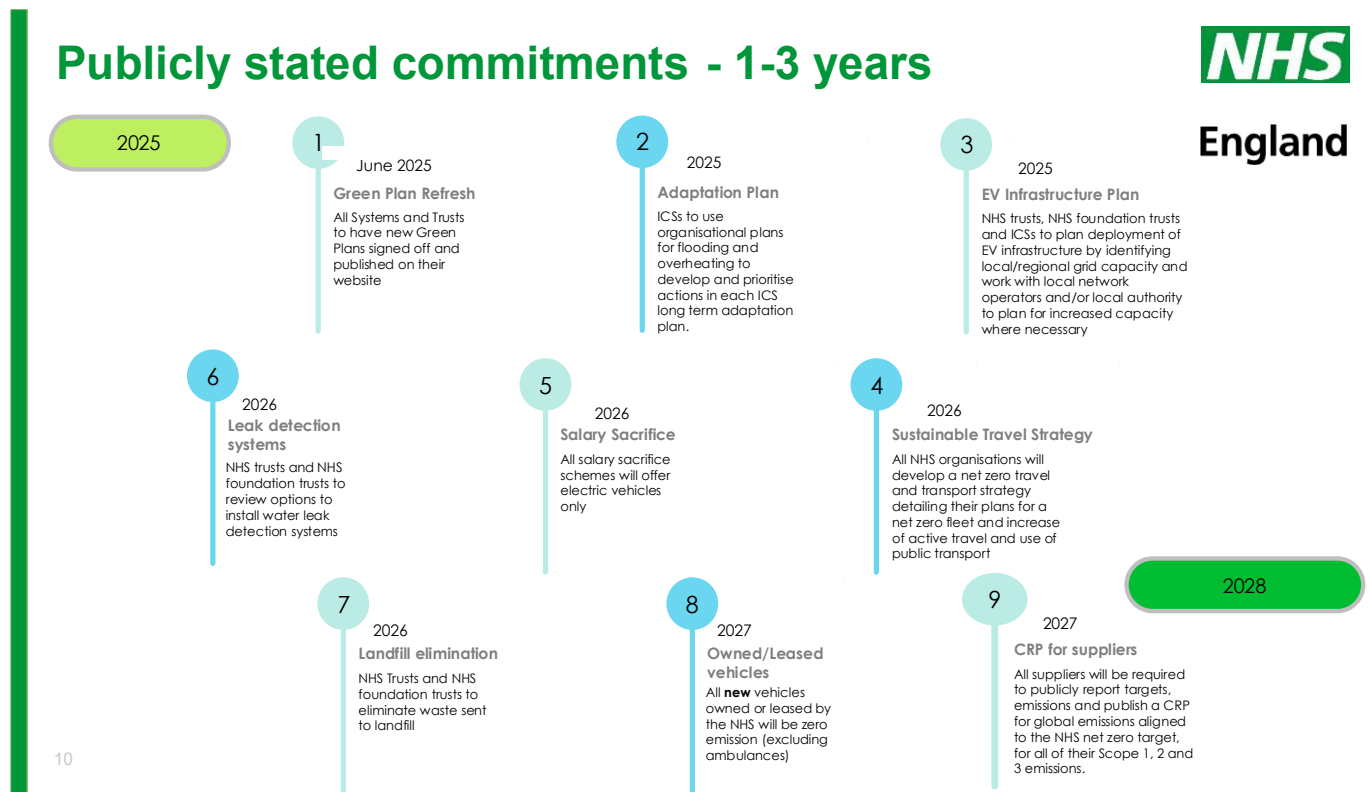 Publicly stated commitments - 1-3 years
NHS
England
2025
1
June 2025
Green Plan Refresh
All Systems and Trusts
to have new Green
Plans signed off and
published on their
website
2
2025
Adaptation Plan
ICSs to use
organisational plans
for flooding and
overheating to
develop and prioritise
actions in each ICS
long term adaptation
plan.
3
2025
EV Infrastructure Plan
NHS trusts, NHS foundation trusts
and ICSs to plan deployment of
EV infrastructure by identifying
local/regional grid capacity and
work with local network
operators and/or local authority
to plan for increased capacity
where necessary
4
2026
Sustainable Travel Strategy
All NHS organisations will
develop a net zero travel
and transport strategy
detailing their plans for a
net zero fleet and increase
of active travel and use of
public transport
5
2026
Salary Sacrifice
All salary sacrifice
schemes will offer
electric vehicles
only
6
2026
Leak detection
systems
NHS trusts and NHS
foundation trusts to
review options to
install water leak
detection systems
7
2026
Landfill elimination
NHS Trusts and NHS
foundation trusts to
eliminate waste sent
to landfill
8
2027
Owned/Leased
vehicles
All new vehicles
owned or leased by
the NHS will be zero
emission (excluding
ambulances)
9
2027
CRP for suppliers
All suppliers will be required
to publicly report targets,
emissions and publish a CRP
for global emissions aligned
to the NHS net zero target,
for all of their Scope 1, 2 and
3 emissions.
2028
10